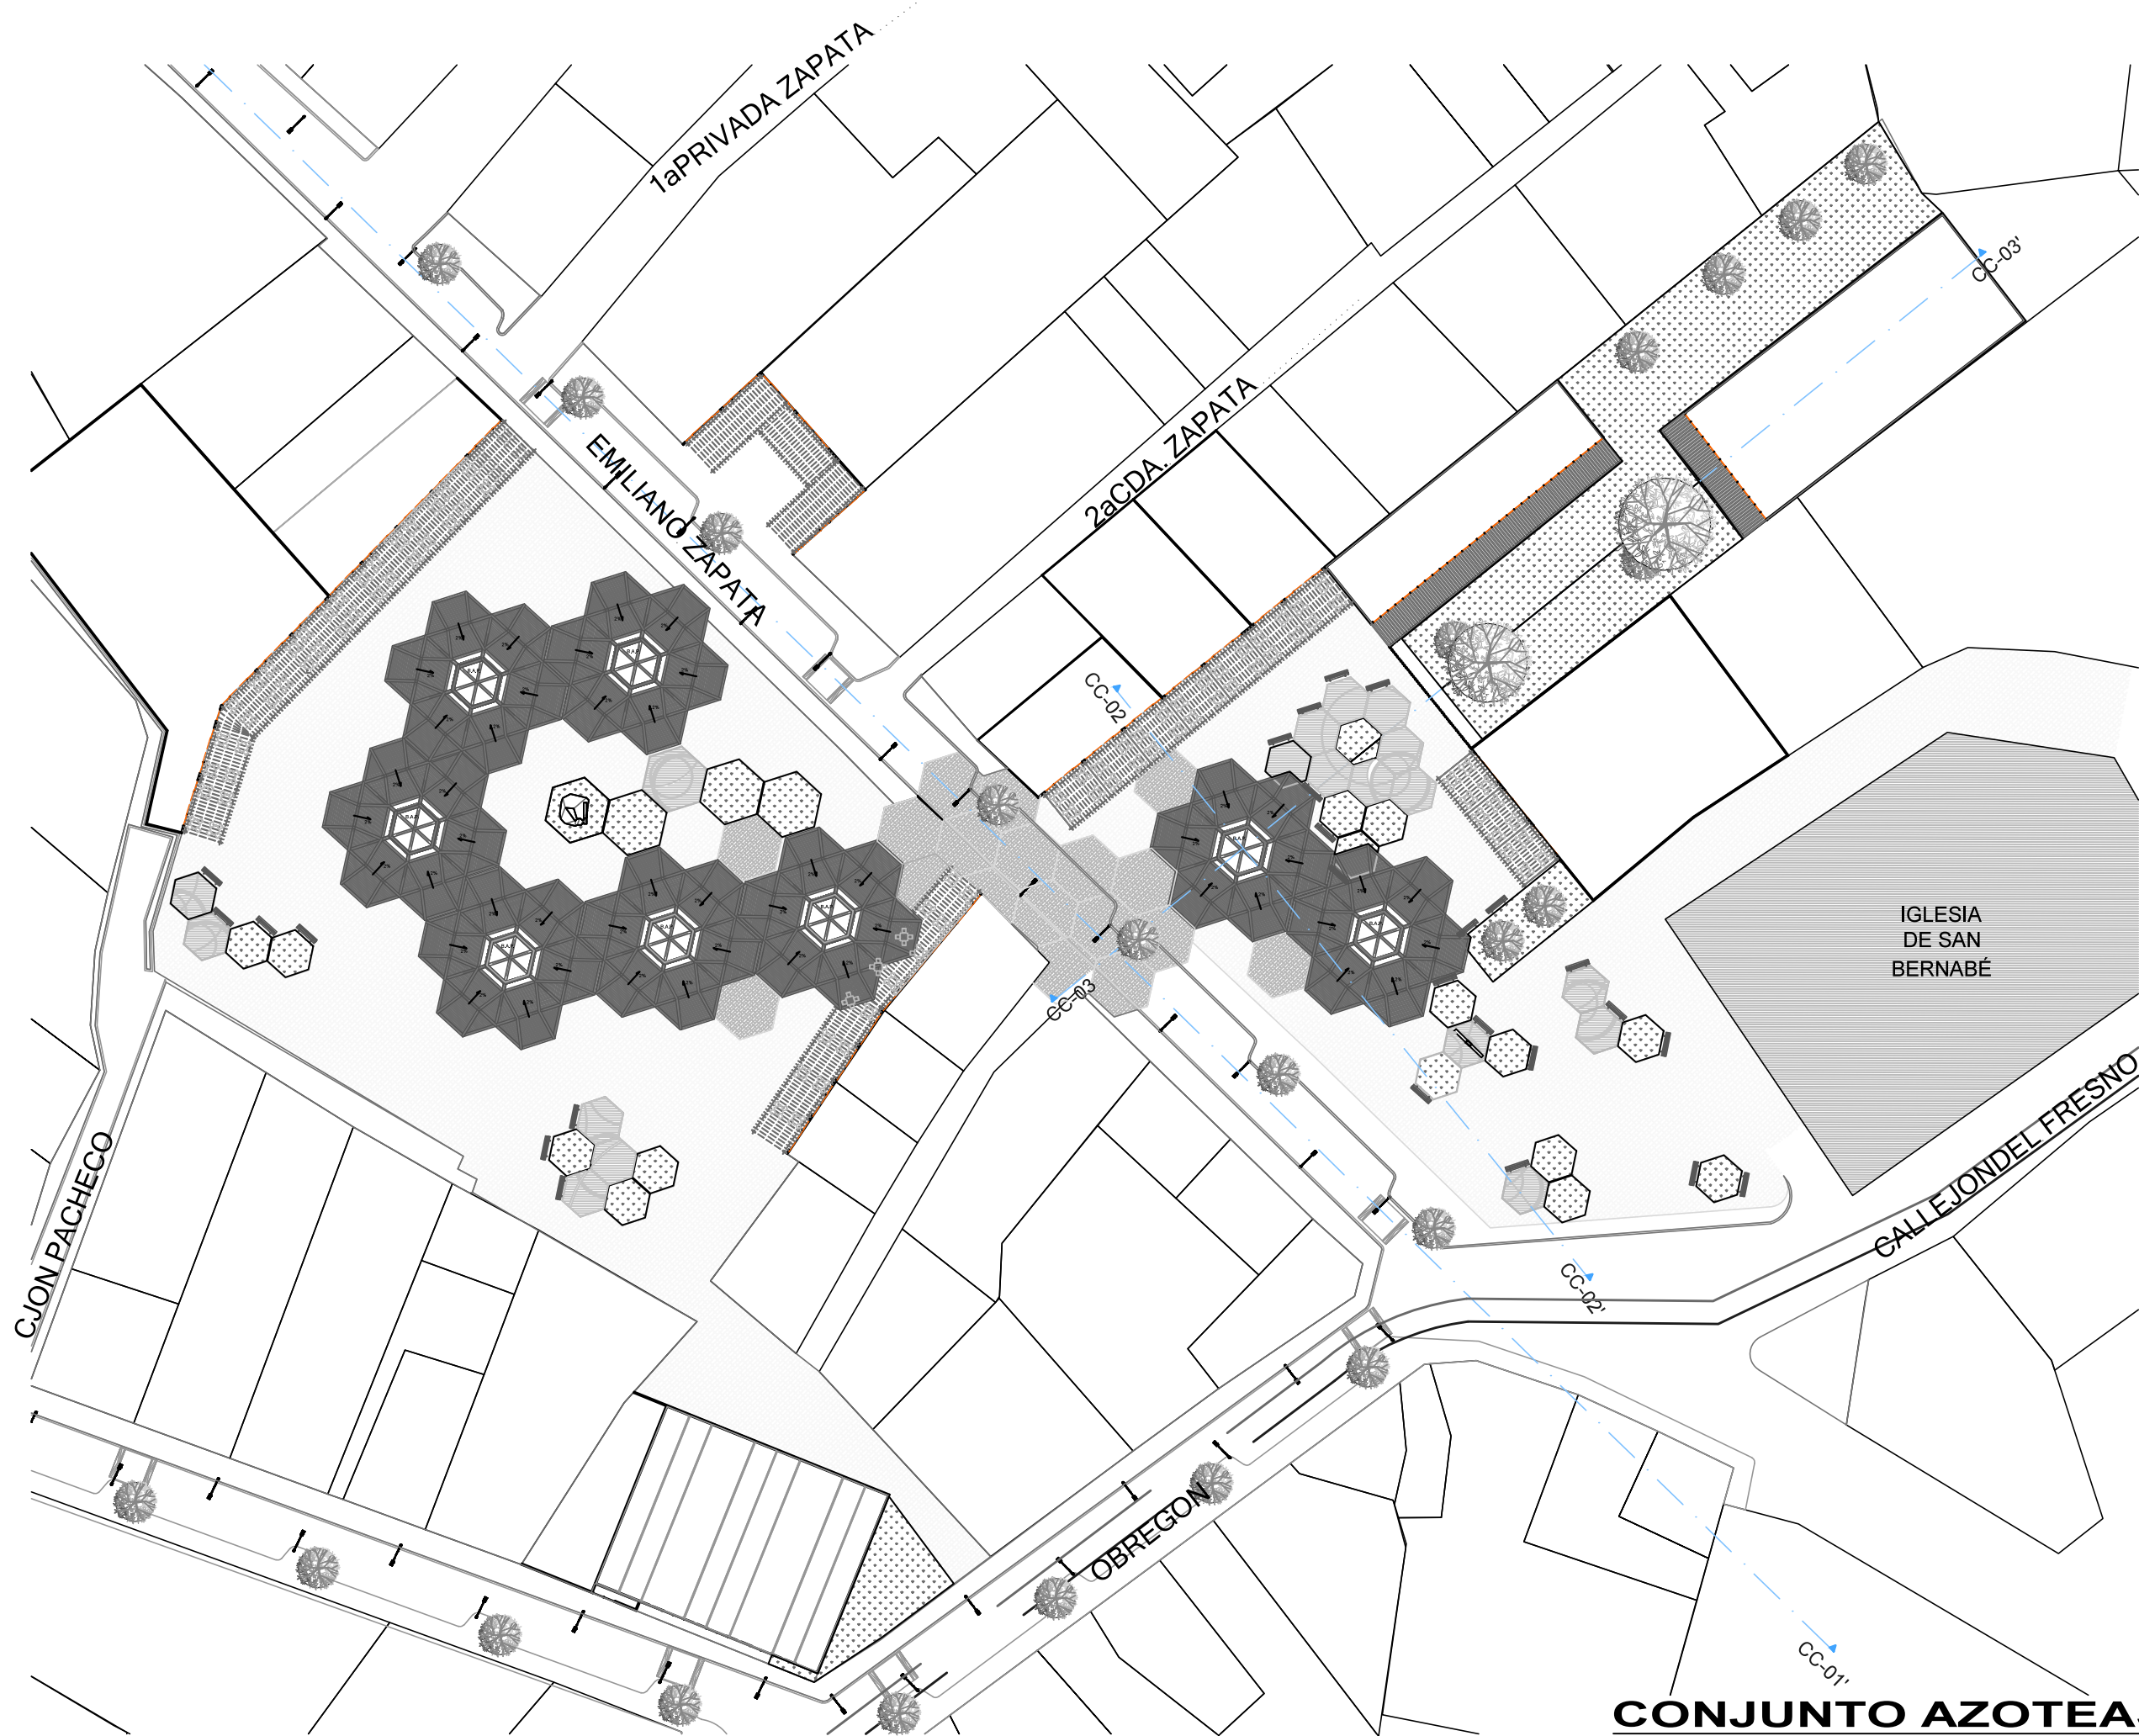 1aPRIVADA ZAPATA
CC-03'
2aCDA. ZAPATA
EMILIANO ZAPATA
CC-02
IGLESIA
DE SAN
BERNABÉ
CC-03
CALLEJONDEL FRESNO
CJON PACHECO
CC-02'
OBREGON
CC-01'
CONJUNTO AZOTEAS